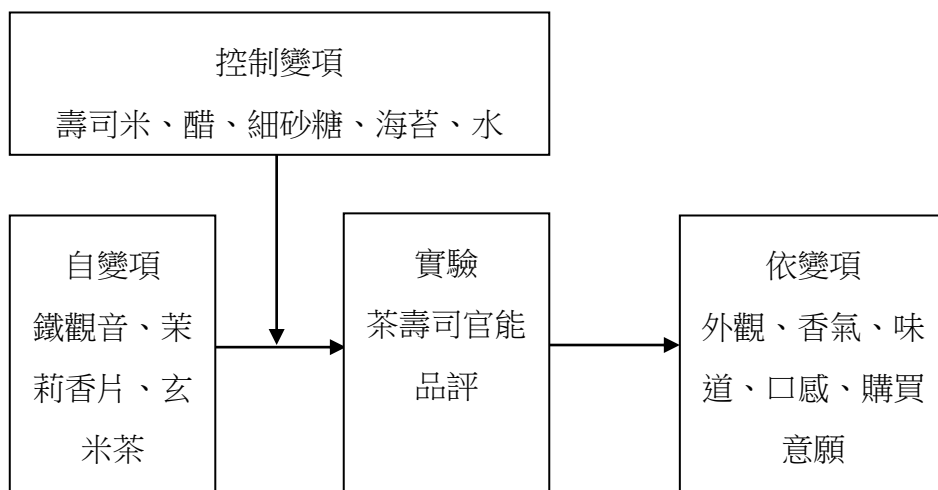 控制變項
壽司米、醋、細砂糖、海苔、水
自變項
鐵觀音、茉
莉香片、玄
米茶
實驗
茶壽司官能
品評
依變項
外觀、香氣、味
道、口感、購買
意願